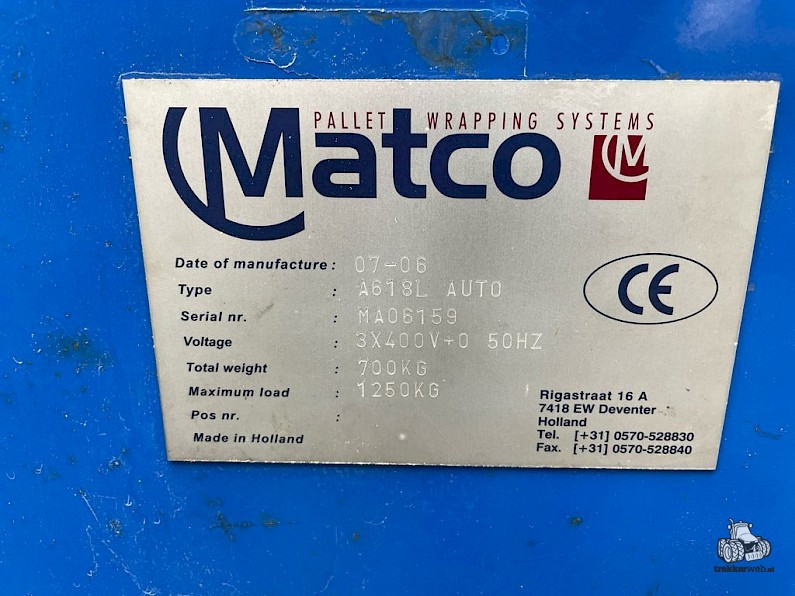 PALLET WRAPPING SYSTEMS
Matco
M
Date of manufacture : 07-06
Type : A618L AUTO
Serial nr. : MA06159
Voltage : 3X400V+0 50HZ
Total weight : 700KG
Maximum load : 1250KG
Pos nr. :
Made in Holland
CE
Rigastraat 16 A
7418 EW Deventer
Holland
Tel. [+31] 0570-528830
Fax. [+31] 0570-528840
trekkerweb.nl